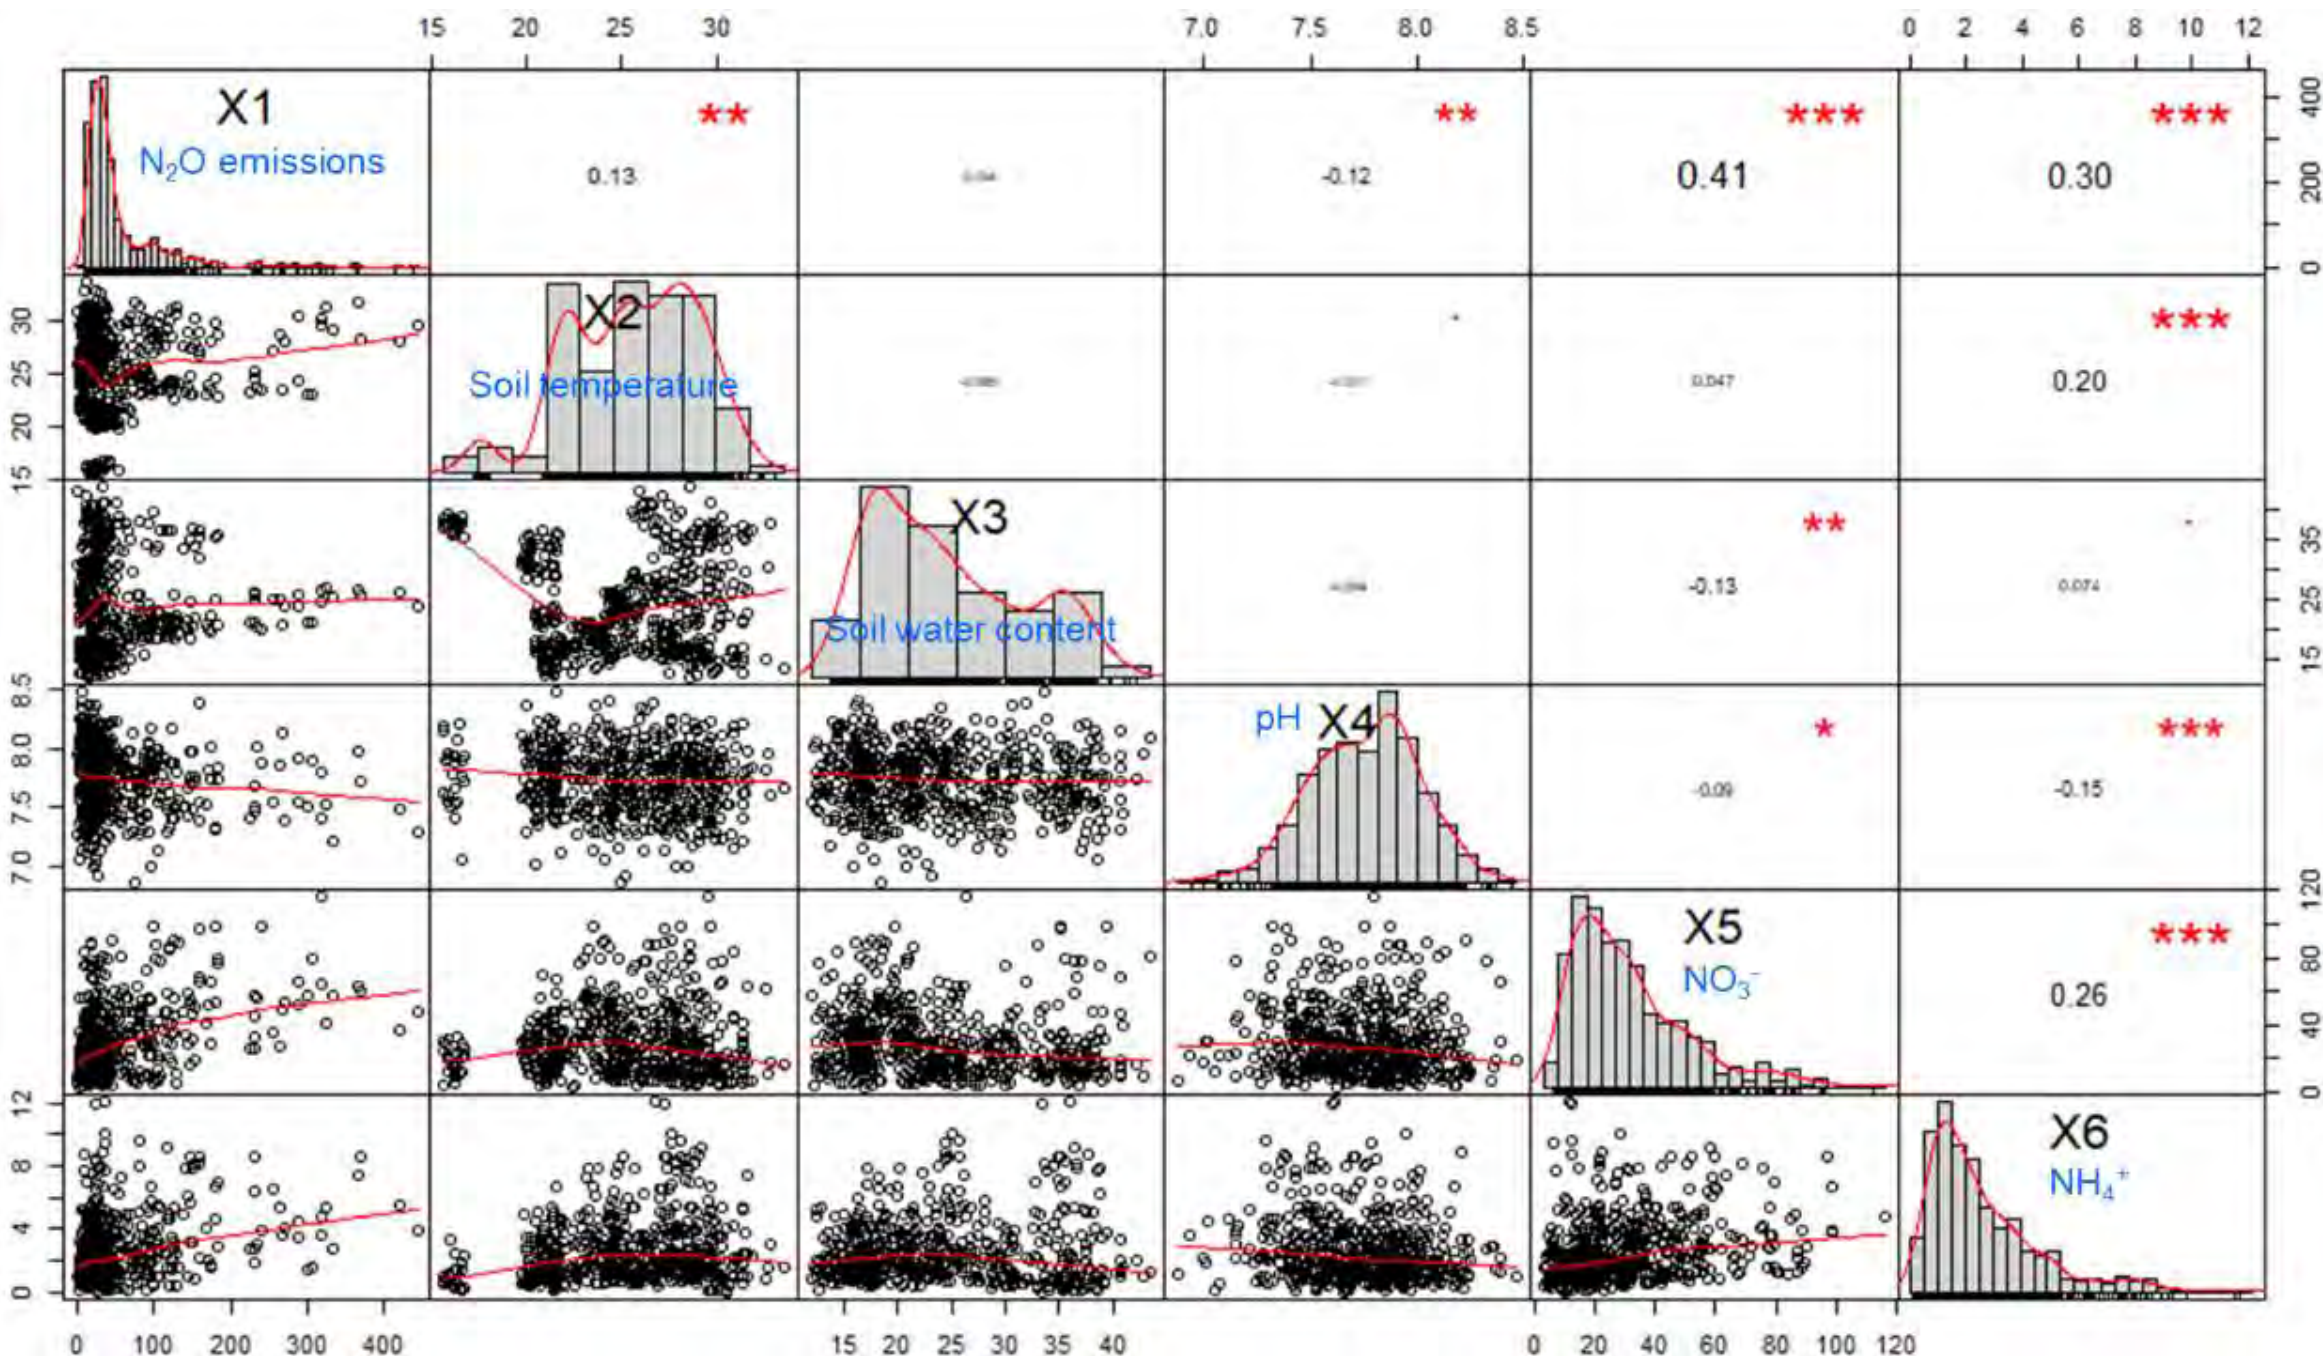 15 20 25 30 7.0 7.5 8.0 8.5 0 2 4 6 8 10 12
X1 ** ** *** ***
N₂O emissions 0.13 -0.12 0.41 0.30
0 200 400
X2 ***
Soil temperature 0.047 0.20
15 20 25 30
X3 **
Soil water content -0.13 0.074
15 25 35
pH X4 * ***
-0.09 -0.15
7.0 7.5 8.0 8.5
X5 ***
NO₃⁻ 0.26
0 40 80 120
X6
NH₄⁺
0 4 8 12
0 100 200 300 400 15 20 25 30 35 40 0 20 40 60 80 100 120